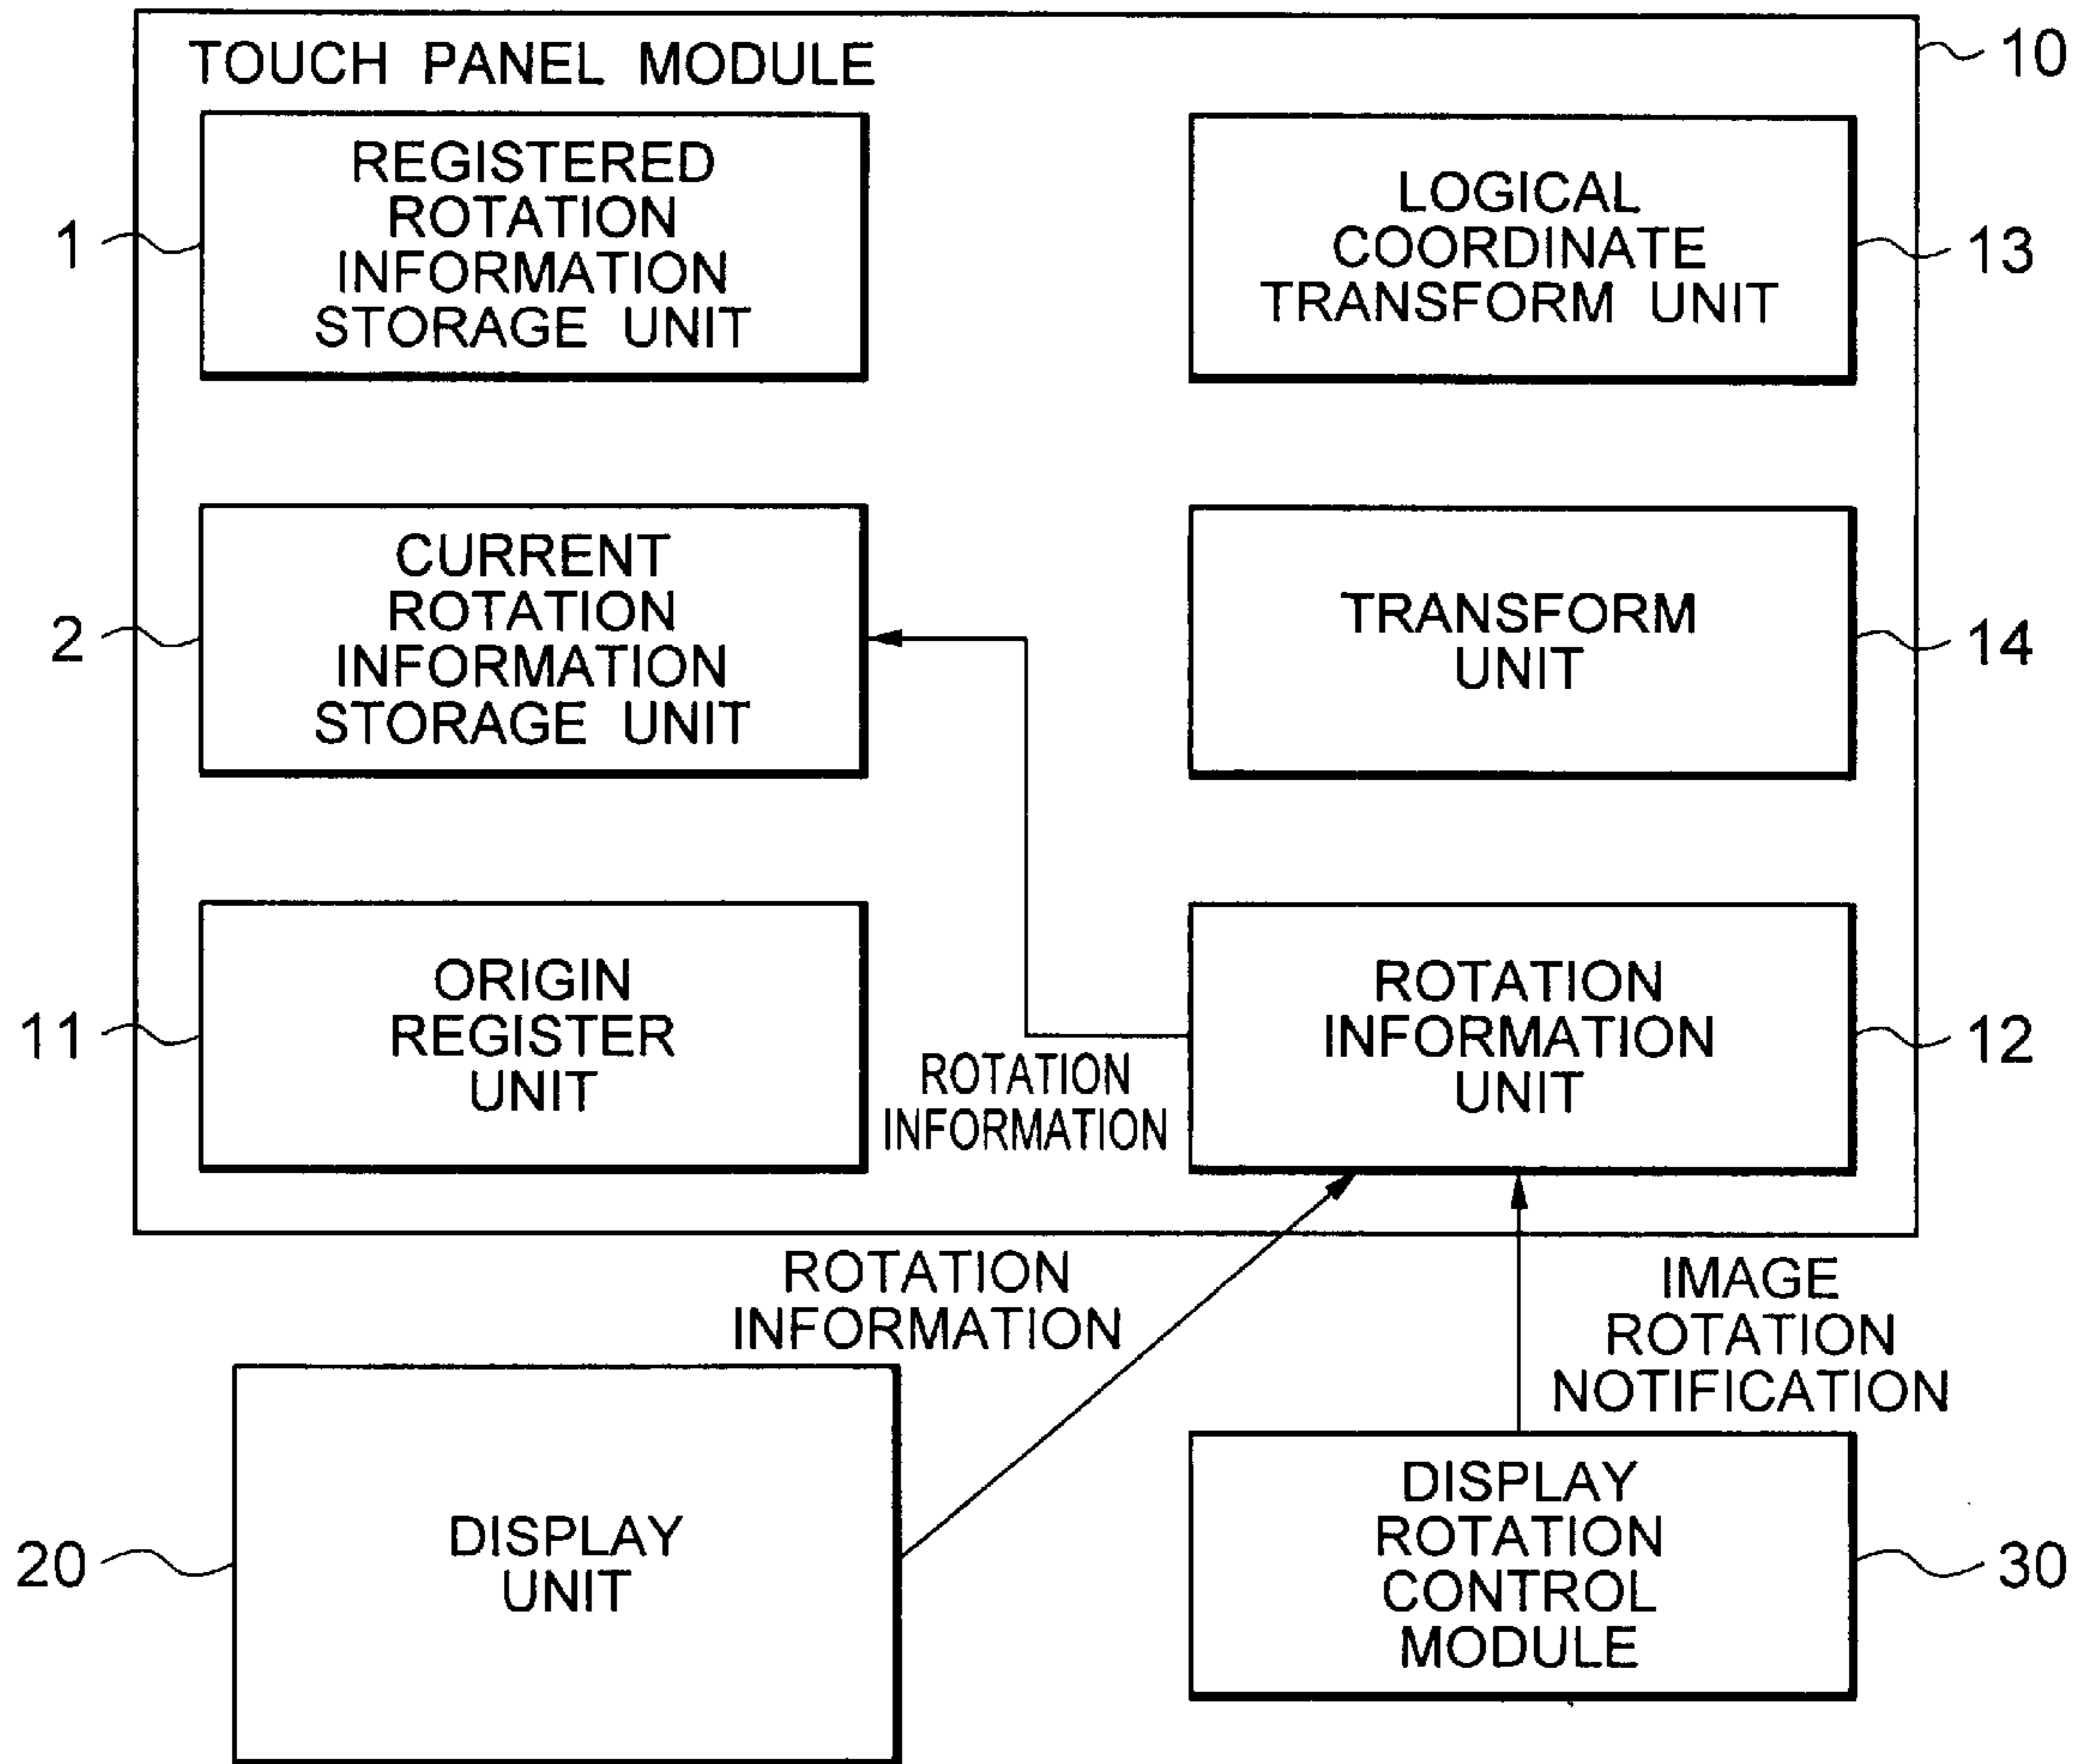 TOUCH PANEL MODULE
10
REGISTERED
ROTATION
INFORMATION
STORAGE UNIT
1
LOGICAL
COORDINATE
TRANSFORM UNIT
13
CURRENT
ROTATION
INFORMATION
STORAGE UNIT
2
TRANSFORM
UNIT
14
ORIGIN
REGISTER
UNIT
11
ROTATION
INFORMATION
ROTATION
INFORMATION
UNIT
12
ROTATION
INFORMATION
IMAGE
ROTATION
NOTIFICATION
DISPLAY
UNIT
20
DISPLAY
ROTATION
CONTROL
MODULE
30